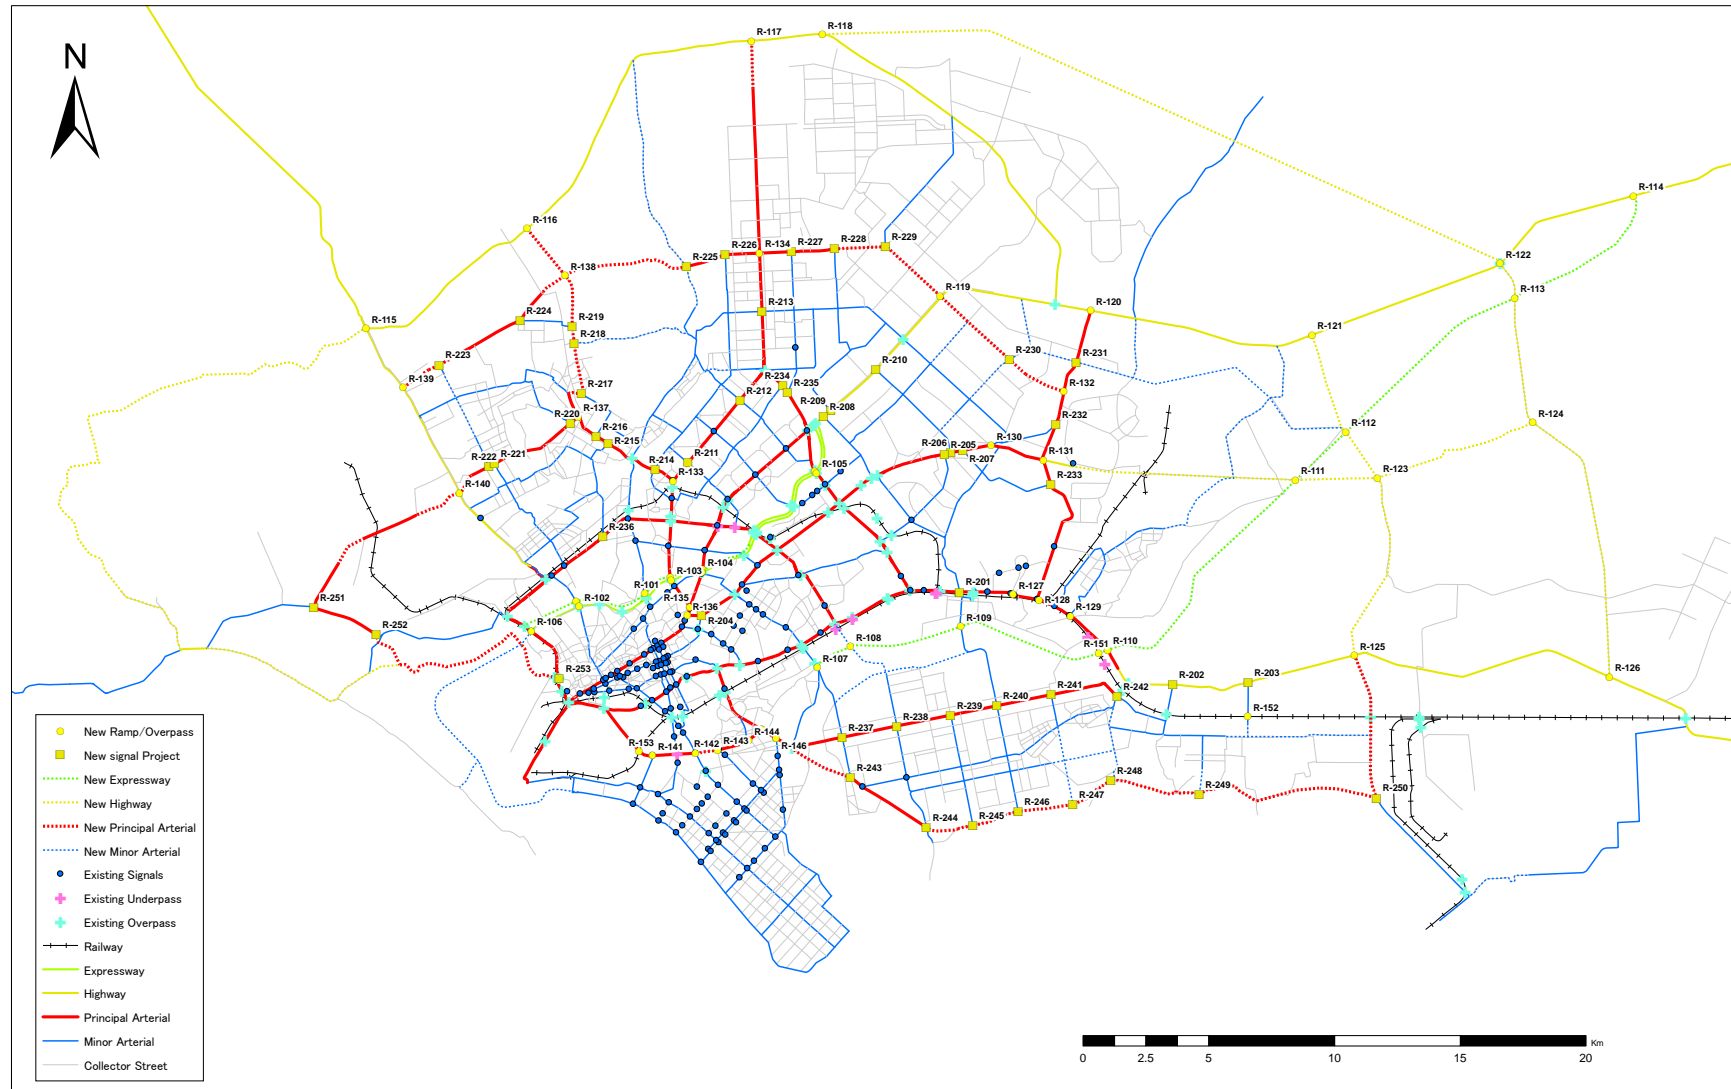 R-118
R-117
N
R-114
R-116
R-229
R-228
R-227
R-134
R-226
R-225
R-122
R-138
R-119
R-113
R-213
R-120
R-224
R-219
R-115
R-121
R-218
R-230
R-231
R-223
R-210
R-234
R-235
R-132
R-139
R-217
R-212
R-209
R-208
R-137
R-220
R-232
R-124
R-112
R-216
R-215
R-206
R-205
R-130
R-222
R-221
R-211
R-207
R-131
R-214
R-133
R-105
R-233
R-111
R-123
R-140
R-236
R-104
R-103
R-101
R-201
R-127
R-102
R-135
R-136
R-128
R-251
R-204
R-129
R-109
R-252
R-106
R-108
R-151
R-110
R-125
R-107
R-253
R-202
R-203
R-126
R-241
R-240
R-242
R-239
R-238
R-152
R-237
R-144
R-143
R-142
R-141
R-153
R-146
R-243
R-248
R-249
R-250
R-247
R-246
R-245
R-244
New Ramp/Overpass
New signal Project
New Expressway
New Highway
New Principal Arterial
New Minor Arterial
Existing Signals
Existing Underpass
Existing Overpass
Railway
Expressway
Highway
Principal Arterial
Minor Arterial
Collector Street
Km
0 2.5 5 10 15 20